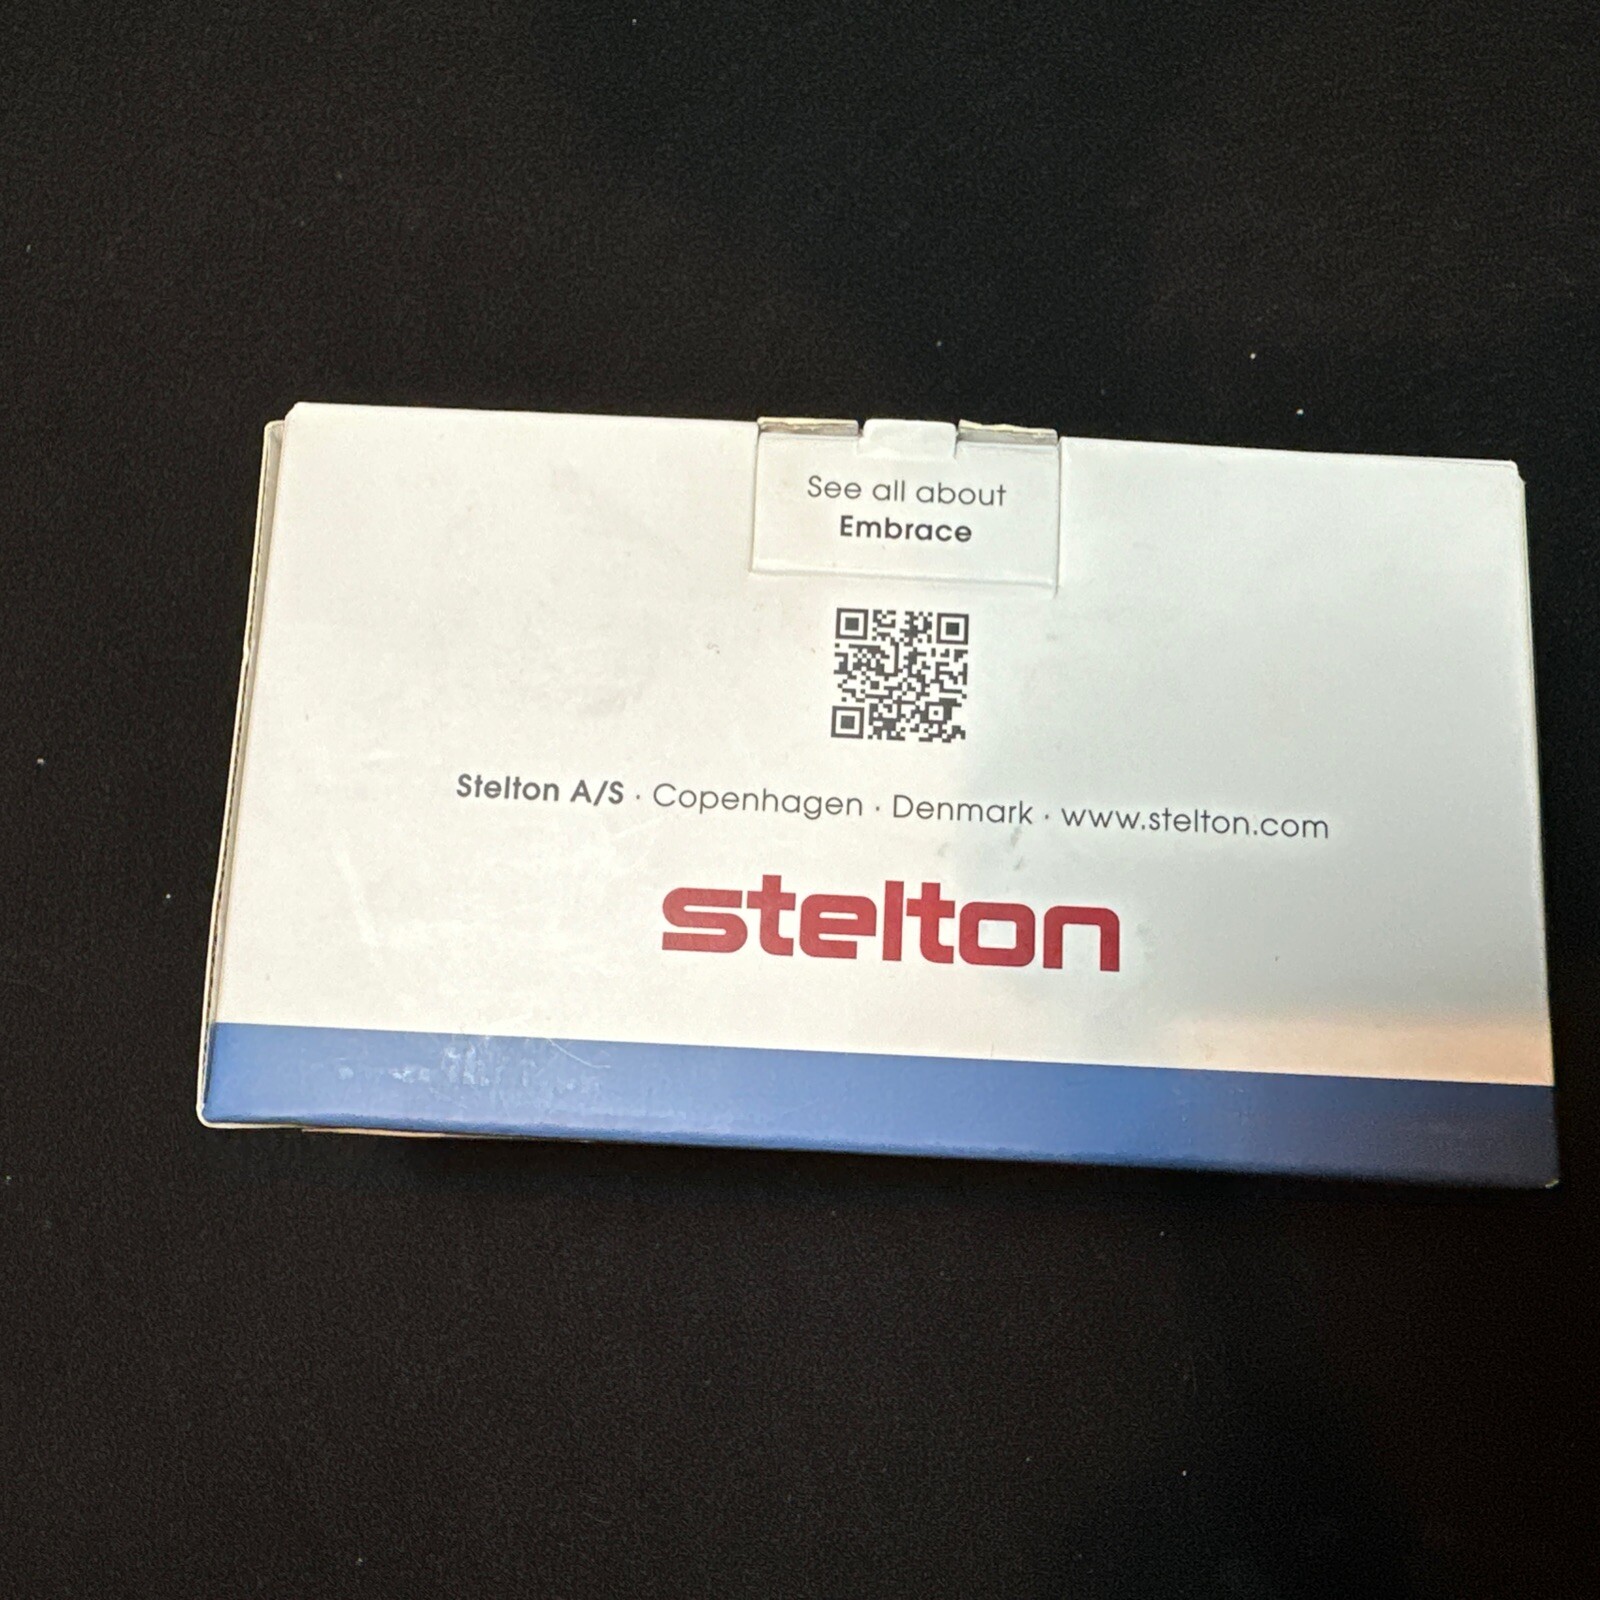 See all about
Embrace
Stelton A/S · Copenhagen · Denmark · www.stelton.com
stelton